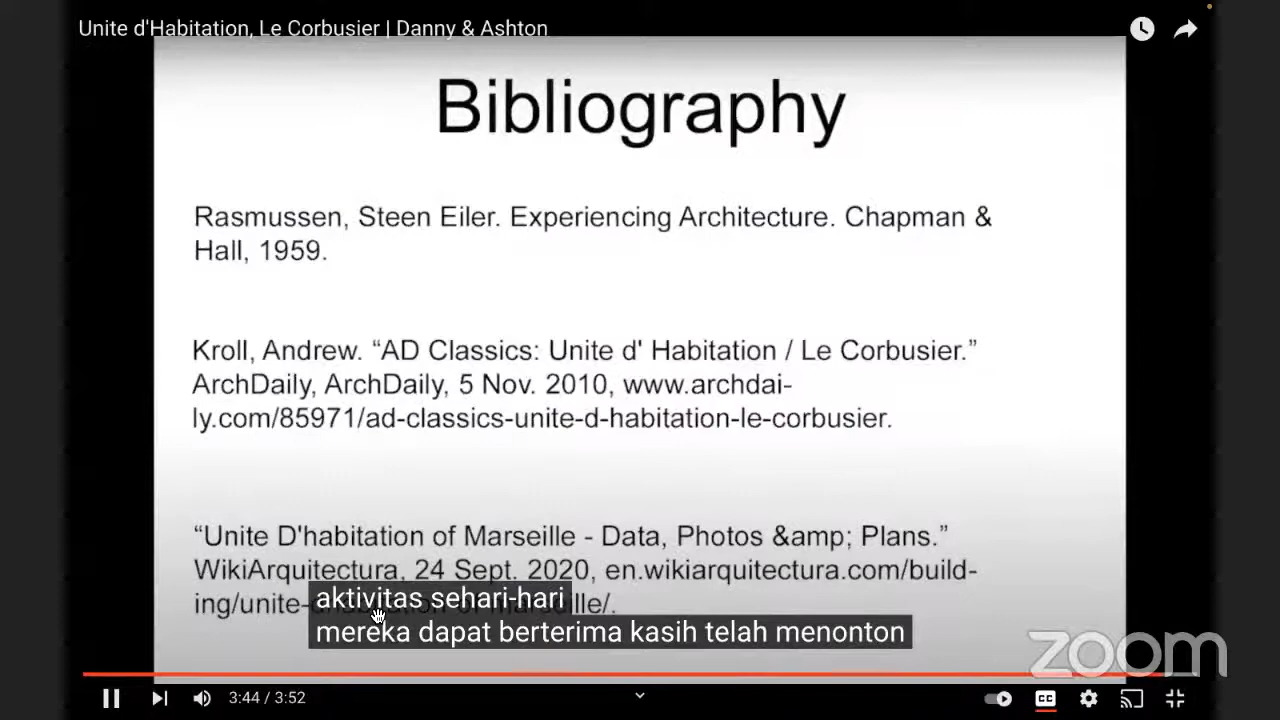 Unite d'Habitation, Le Corbusier | Danny & Ashton
Bibliography
Rasmussen, Steen Eiler. Experiencing Architecture. Chapman &
Hall, 1959.
Kroll, Andrew. “AD Classics: Unite d' Habitation / Le Corbusier.”
ArchDaily, ArchDaily, 5 Nov. 2010, www.archdai-
ly.com/85971/ad-classics-unite-d-habitation-le-corbusier.
“Unite D'habitation of Marseille - Data, Photos &amp; Plans.”
WikiArquitectura, 24 Sept. 2020, en.wikiarquitectura.com/build-
ing/unite-
aktivitas sehari-hari
mereka dapat berterima kasih telah menonton
zoom
3:44 / 3:52
CC